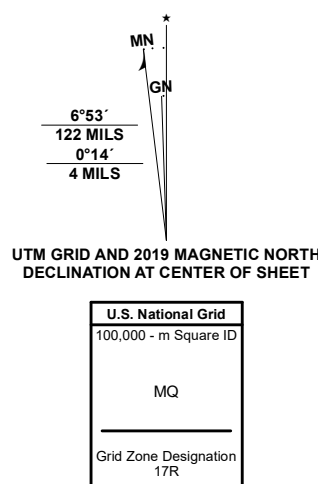 ★
MN
GN
6°53´
122 MILS
0°14´
4 MILS
UTM GRID AND 2019 MAGNETIC NORTH
DECLINATION AT CENTER OF SHEET
U.S. National Grid
100,000 - m Square ID
MQ
Grid Zone Designation
17R